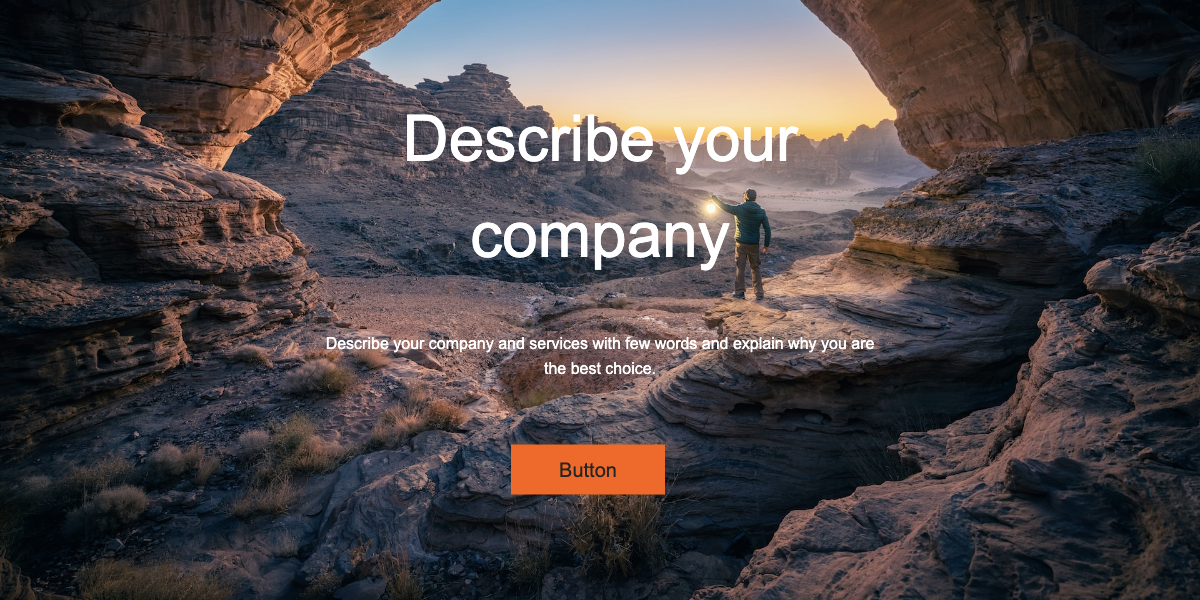 Describe your
company
Describe your company and services with few words and explain why you are
the best choice.
Button